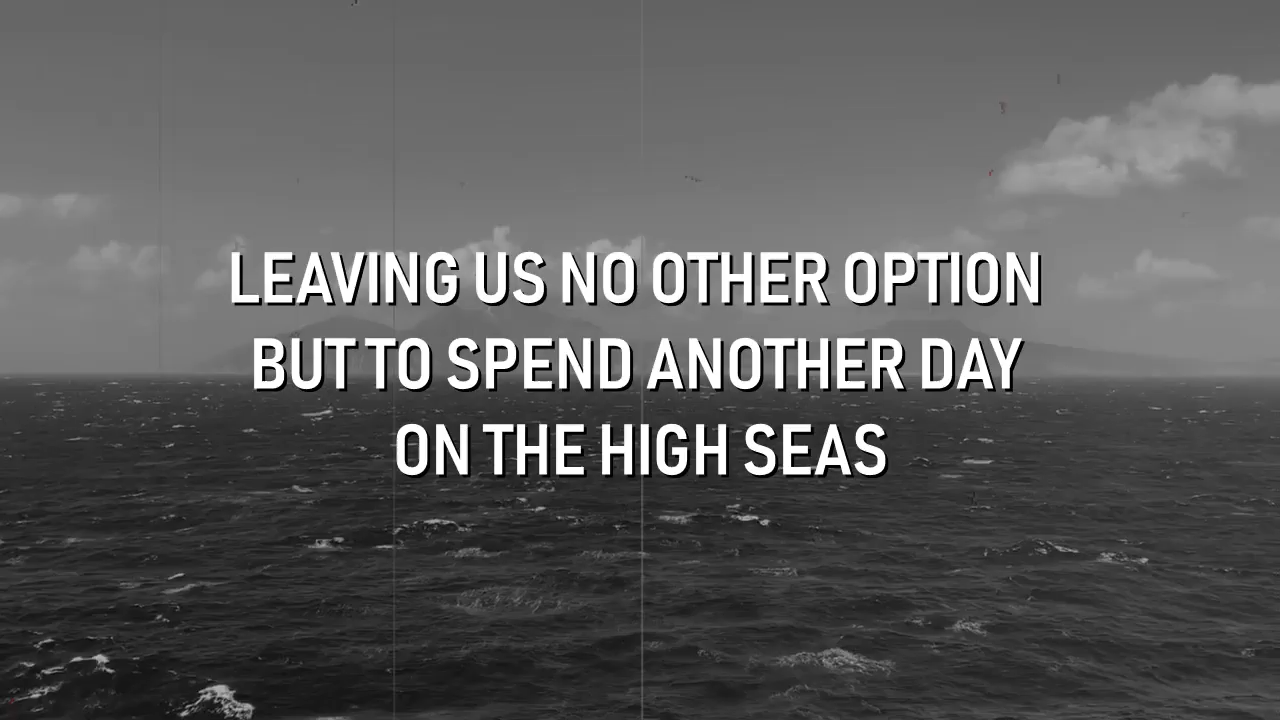 LEAVING US NO OTHER OPTION
BUT TO SPEND ANOTHER DAY
ON THE HIGH SEAS